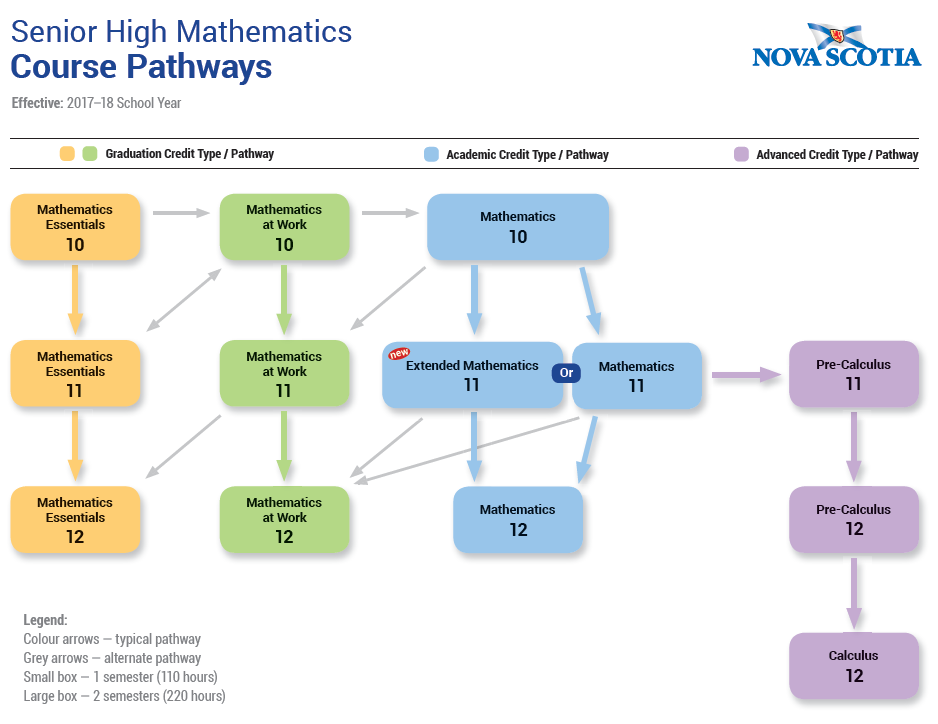 Senior High Mathematics
Course Pathways
NOVA SCOTIA
Effective: 2017–18 School Year
Graduation Credit Type / Pathway
Academic Credit Type / Pathway
Advanced Credit Type / Pathway
Mathematics
Essentials
10
Mathematics
at Work
10
Mathematics
10
Mathematics
Essentials
11
Mathematics
at Work
11
new
Extended Mathematics
11
Or
Mathematics
11
Pre-Calculus
11
Mathematics
Essentials
12
Mathematics
at Work
12
Mathematics
12
Pre-Calculus
12
Calculus
12
Legend:
Colour arrows — typical pathway
Grey arrows — alternate pathway
Small box — 1 semester (110 hours)
Large box — 2 semesters (220 hours)